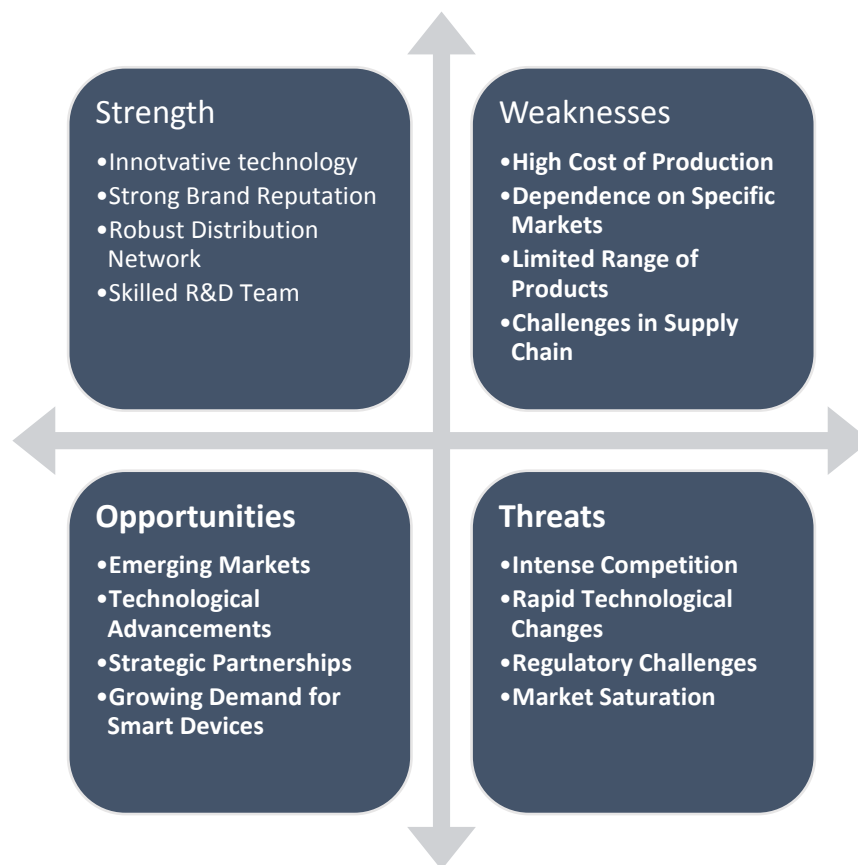 Strength
•Innotvative technology
•Strong Brand Reputation
•Robust Distribution
Network
•Skilled R&D Team
Weaknesses
•High Cost of Production
•Dependence on Specific
Markets
•Limited Range of
Products
•Challenges in Supply
Chain
Opportunities
•Emerging Markets
•Technological
Advancements
•Strategic Partnerships
•Growing Demand for
Smart Devices
Threats
•Intense Competition
•Rapid Technological
Changes
•Regulatory Challenges
•Market Saturation